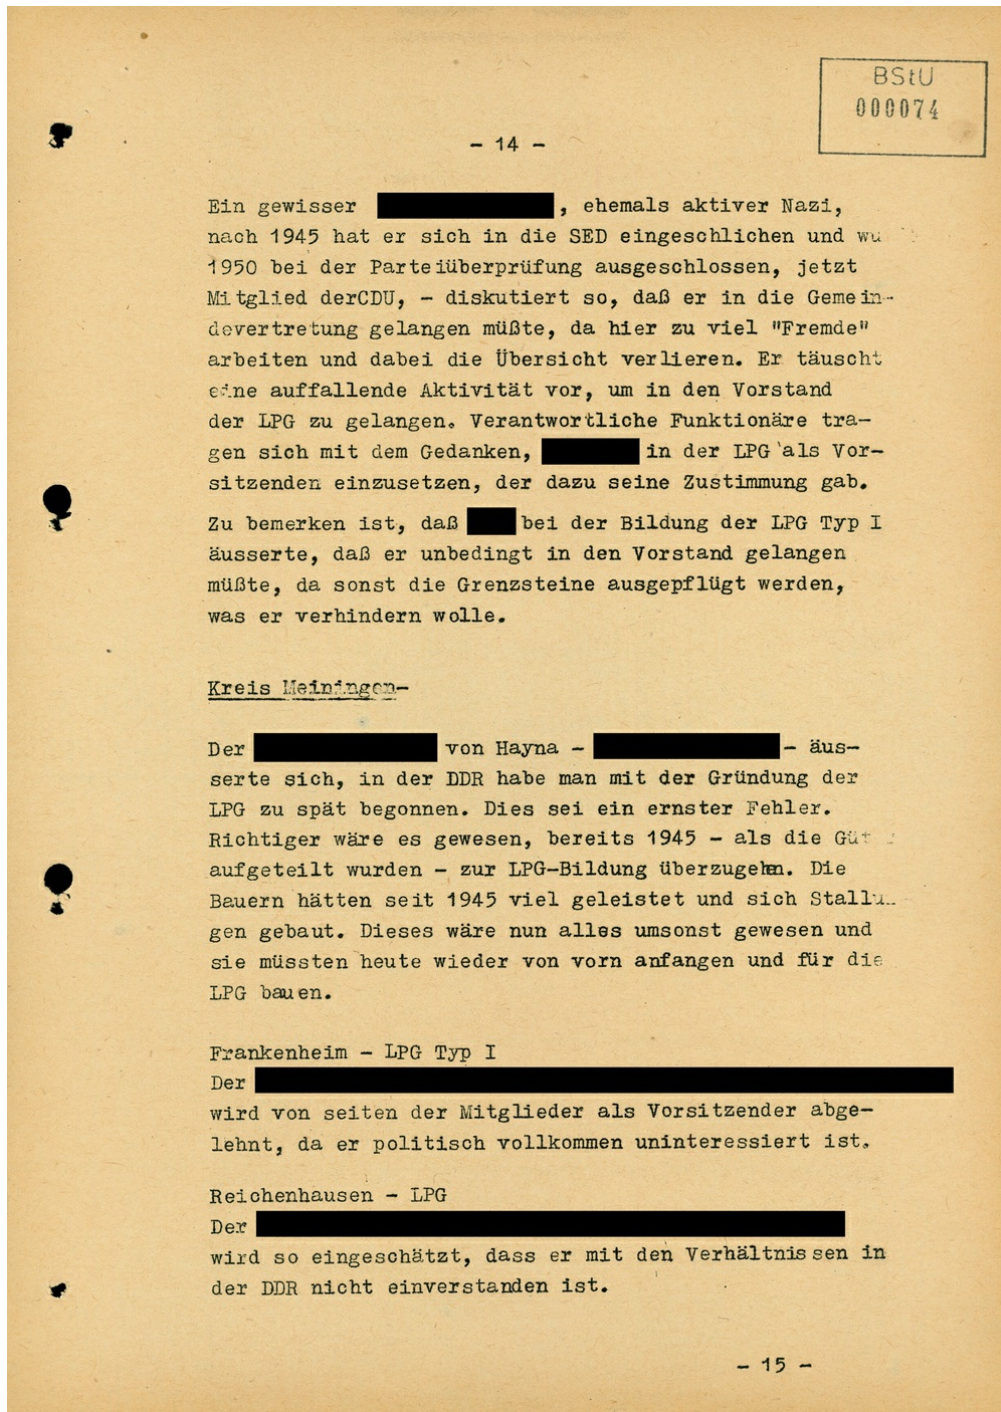 BStU
000074
- 14 -
Ein gewisser , ehemals aktiver Nazi,
nach 1945 hat er sich in die SED eingeschlichen und
1950 bei der Parteiüberprüfung ausgeschlossen, jetzt
Mitglied derCDU, - diskutiert so, daß er in die Gemein-
devertretung gelangen müßte, da hier zu viel "Fremde"
arbeiten und dabei die Übersicht verlieren. Er täuscht
eine auffallende Aktivität vor, um in den Vorstand
der LPG zu gelangen. Verantwortliche Funktionäre tra-
gen sich mit dem Gedanken, in der LPG als Vor-
sitzenden einzusetzen, der dazu seine Zustimmung gab.
Zu bemerken ist, daß bei der Bildung der LPG Typ I
äusserte, daß er unbedingt in den Vorstand gelangen
müßte, da sonst die Grenzsteine ausgepflügt werden,
was er verhindern wolle.
Kreis Meiningen-
Der von Hayna - - äus-
serte sich, in der DDR habe man mit der Gründung der
LPG zu spät begonnen. Dies sei ein ernster Fehler.
Richtiger wäre es gewesen, bereits 1945 - als die
aufgeteilt wurden - zur LPG-Bildung überzugehen. Die
Bauern hätten seit 1945 viel geleistet und sich Stallun-
gen gebaut. Dieses wäre nun alles umsonst gewesen und
sie müssten heute wieder von vorn anfangen und für die
LPG bauen.
Frankenheim - LPG Typ I
Der
wird von seiten der Mitglieder als Vorsitzender abge-
lehnt, da er politisch vollkommen uninteressiert ist.
Reichenhausen - LPG
Der
wird so eingeschätzt, dass er mit den Verhältnissen in
der DDR nicht einverstanden ist.
- 15 -